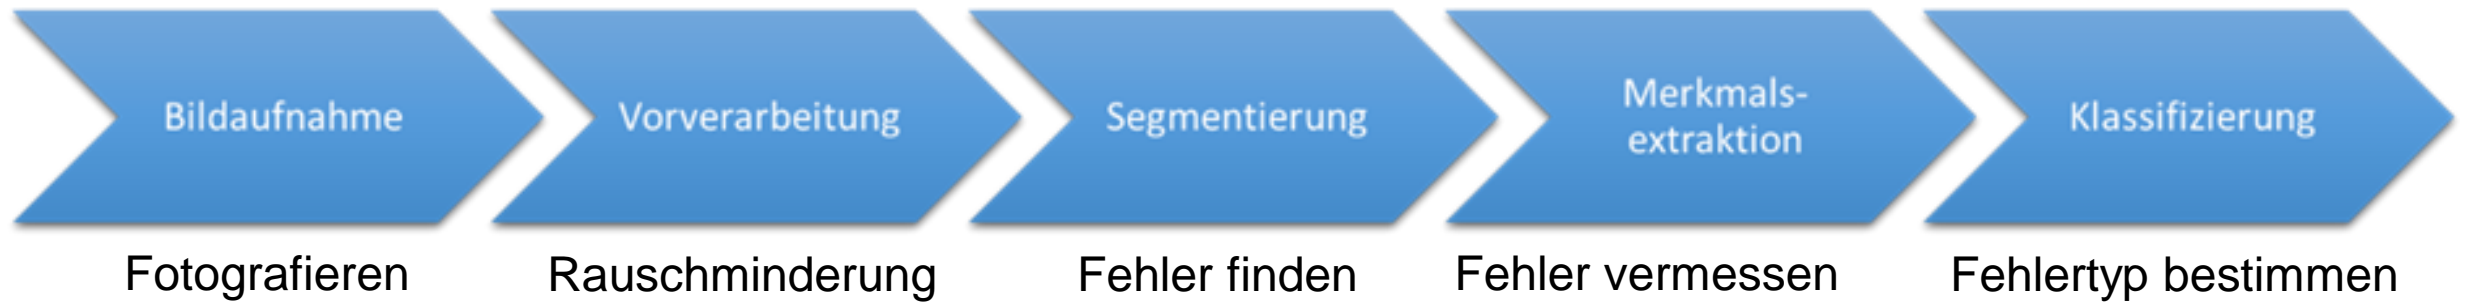 Bildaufnahme
Vorverarbeitung
Segmentierung
Merkmals-
extraktion
Klassifizierung
Fotografieren
Rauschminderung
Fehler finden
Fehler vermessen
Fehlertyp bestimmen